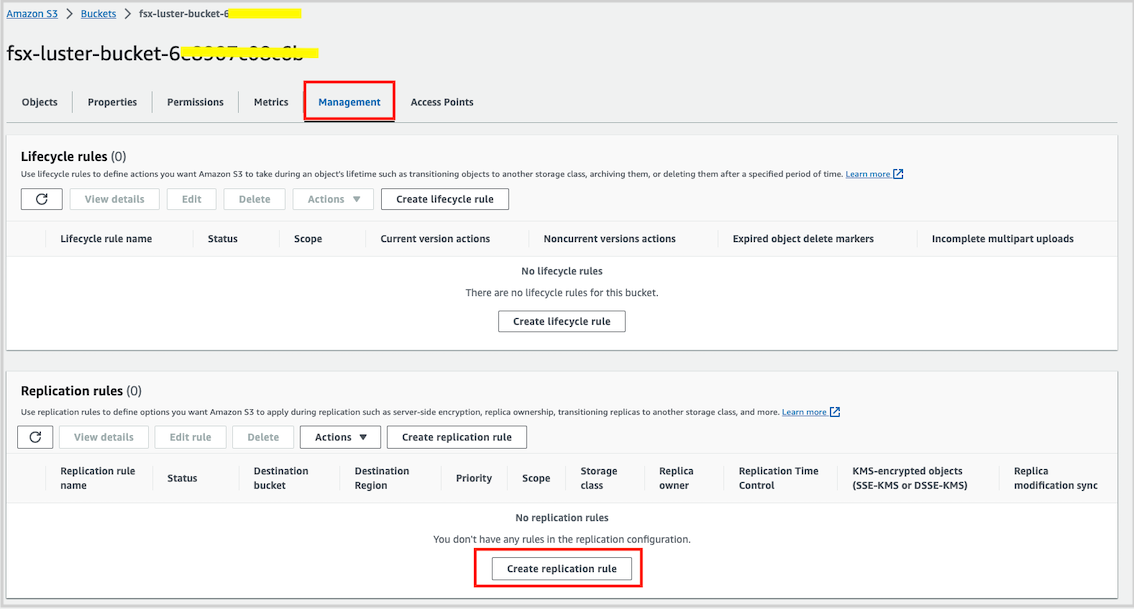 Amazon S3 > Buckets > fsx-luster-bucket-6
fsx-luster-bucket-6
Objects Properties Permissions Metrics Management Access Points
Lifecycle rules (0)
Use lifecycle rules to define actions you want Amazon S3 to take during an object's lifetime such as transitioning objects to another storage class, archiving them, or deleting them after a specified period of time. Learn more
View details Edit Delete Actions Create lifecycle rule
Lifecycle rule name Status Scope Current version actions Noncurrent versions actions Expired object delete markers Incomplete multipart uploads
No lifecycle rules
There are no lifecycle rules for this bucket.
Create lifecycle rule
Replication rules (0)
Use replication rules to define options you want Amazon S3 to apply during replication such as server-side encryption, replica ownership, transitioning replicas to another storage class, and more. Learn more
View details Edit rule Delete Actions Create replication rule
Replication rule name Status Destination bucket Destination Region Priority Scope Storage class Replica owner Replication Time Control KMS-encrypted objects (SSE-KMS or DSSE-KMS) Replica modification sync
No replication rules
You don't have any rules in the replication configuration.
Create replication rule